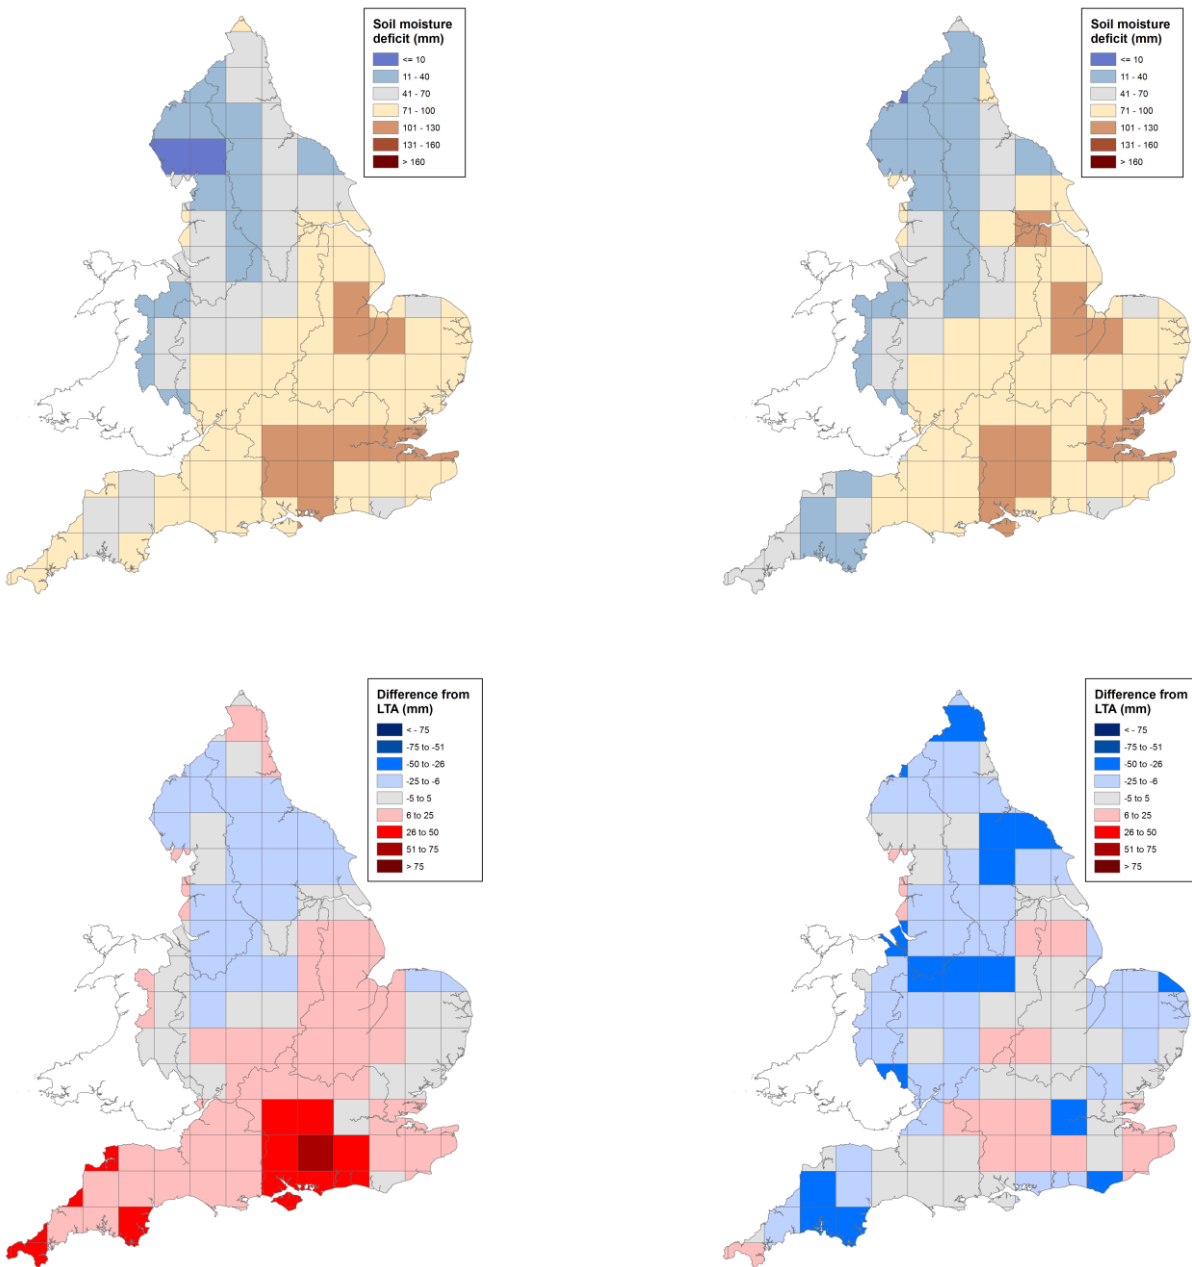 Soil moisture
deficit (mm)
<= 10
11 - 40
41 - 70
71 - 100
101 - 130
131 - 160
> 160
Soil moisture
deficit (mm)
<= 10
11 - 40
41 - 70
71 - 100
101 - 130
131 - 160
> 160
Difference from
LTA (mm)
< - 75
-75 to -51
-50 to -26
-25 to -6
-5 to 5
6 to 25
26 to 50
51 to 75
> 75
Difference from
LTA (mm)
< - 75
-75 to -51
-50 to -26
-25 to -6
-5 to 5
6 to 25
26 to 50
51 to 75
> 75